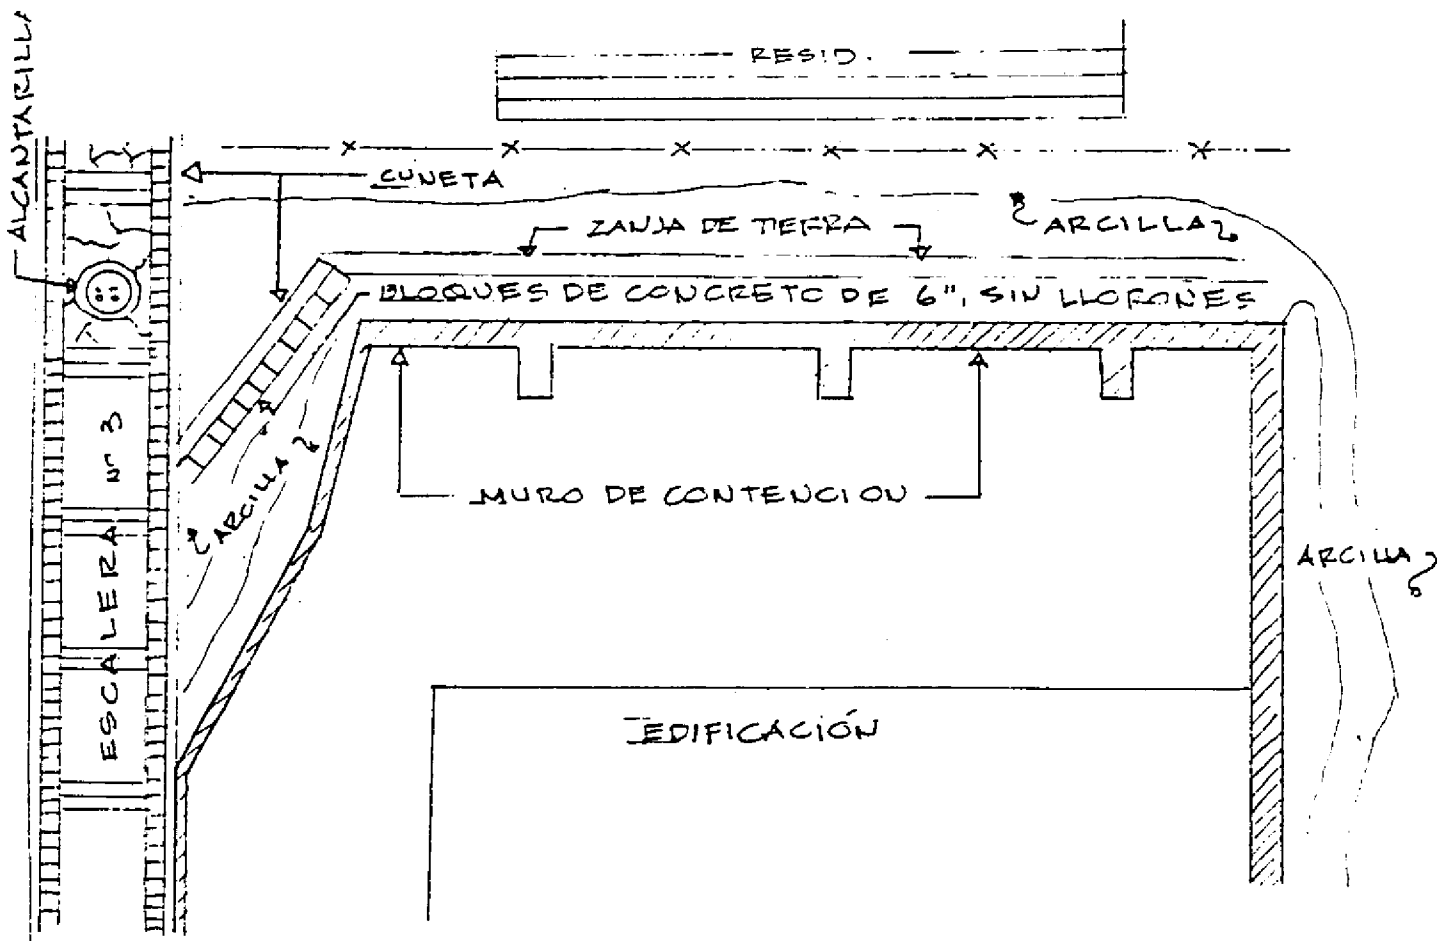 ALCANTARILLA
RESID.
CUNETA
ZANJA DE TIERRA
ARCILLA
BLOQUES DE CONCRETO DE 6", SIN LLORONES
ESCALERA Nº 3
ARCILLA
MURO DE CONTENCION
ARCILLA
EDIFICACIÓN